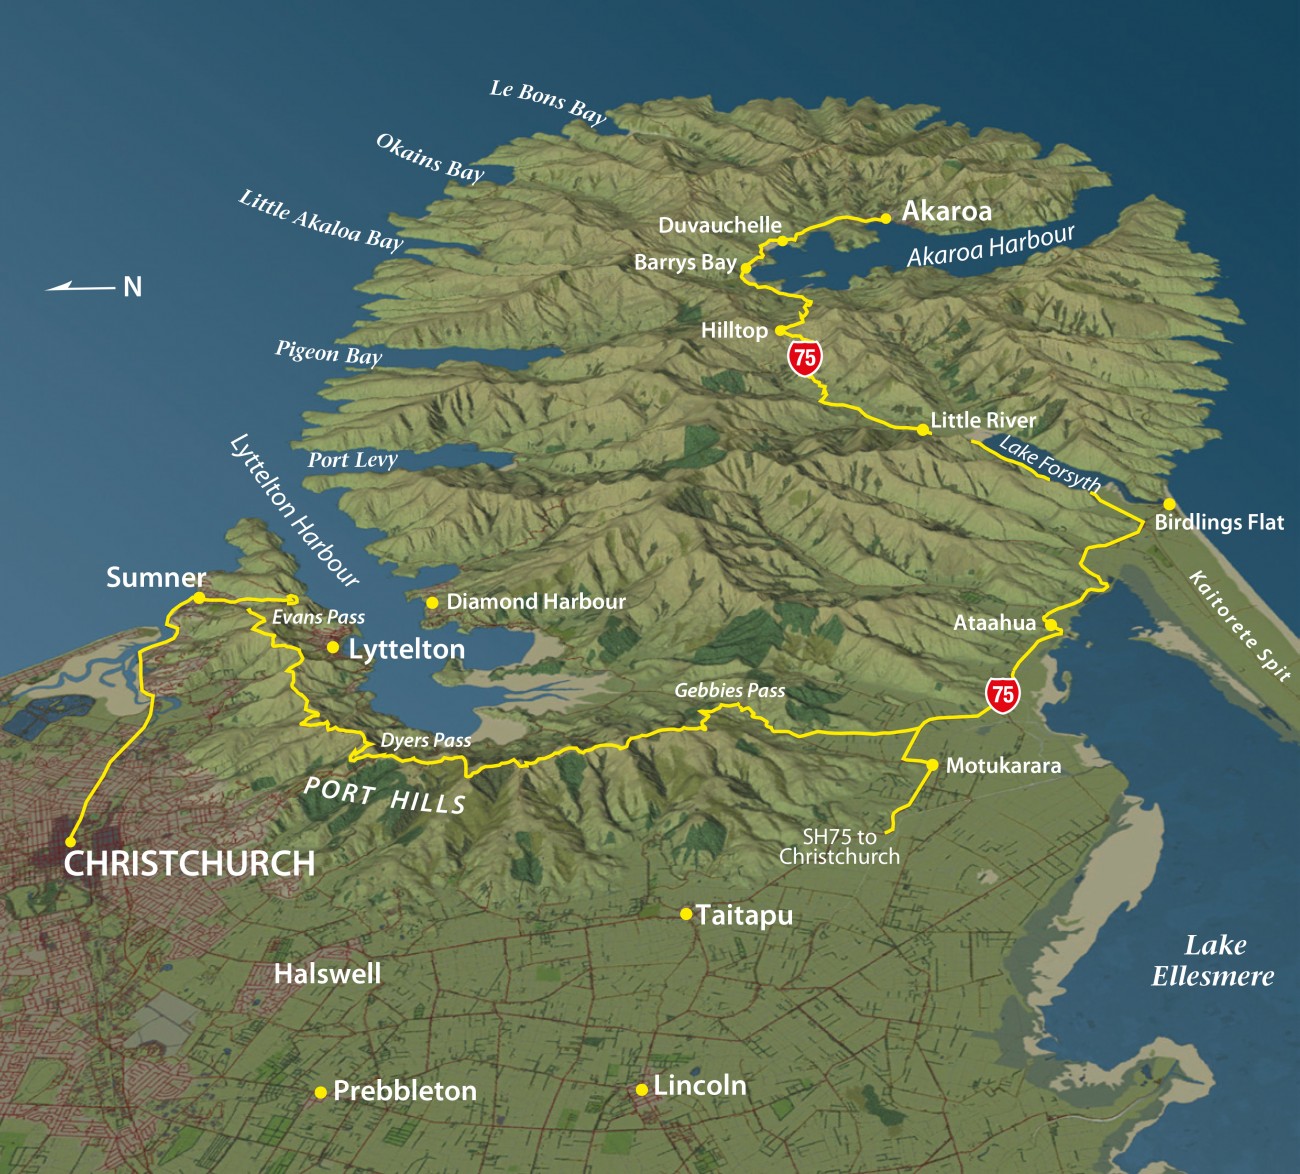 Le Bons Bay
Okains Bay
Little Akaloa Bay
Akaroa
Duvauchelle
Akaroa Harbour
Barrys Bay
N
Hilltop
Pigeon Bay
75
Little River
Lake Forsyth
Port Levy
Lyttelton Harbour
Birdlings Flat
Kaitorete Spit
Sumner
Diamond Harbour
Evans Pass
Ataahua
Lyttelton
Gebbies Pass
75
Dyers Pass
Motukarara
PORT HILLS
SH75 to
Christchurch
CHRISTCHURCH
Taitapu
Lake
Ellesmere
Halswell
Prebbleton
Lincoln